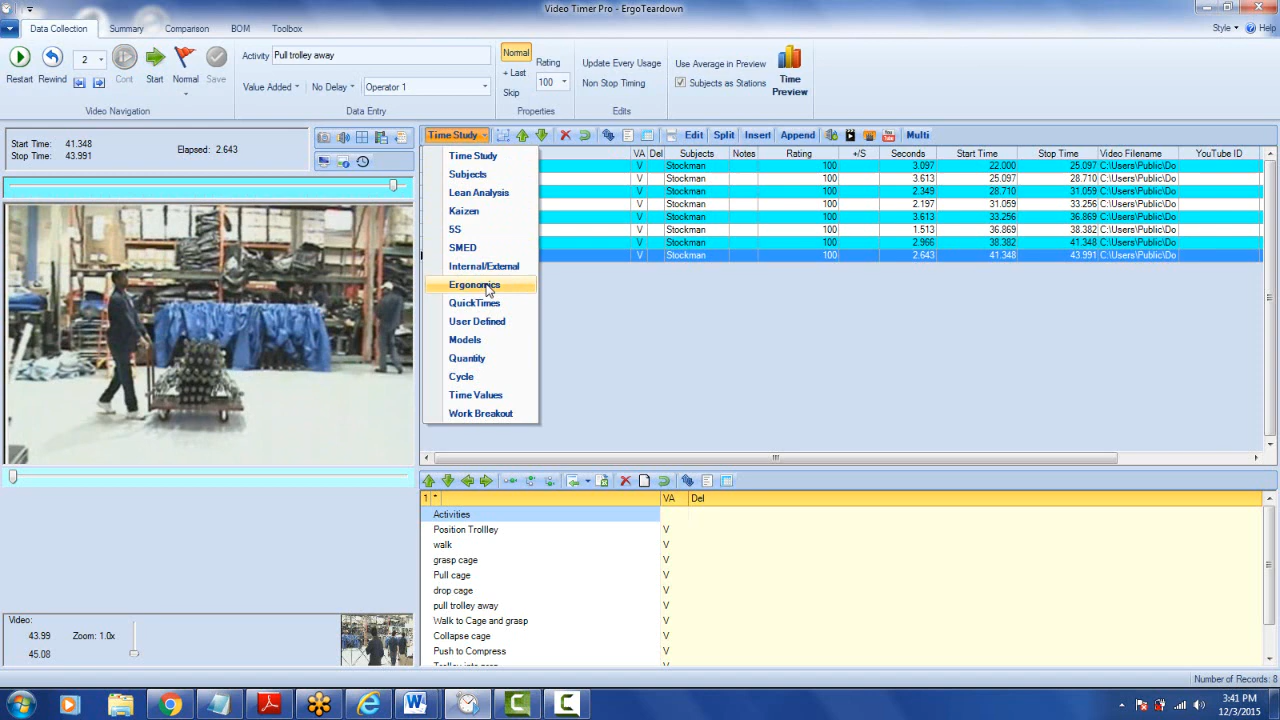 Video Timer Pro - ErgoTeardown
Data Collection Summary Comparison BOM Toolbox Style Help
2 Activity Pull trolley away Normal Rating Update Every Usage Use Average in Preview
Restart Rewind Cont Start Normal Save + Last 100 Non Stop Timing Subjects as Stations Time Preview
Value Added No Delay Operator 1 Skip
Video Navigation Data Entry Properties Edits
Start Time: 41.348 Elapsed: 2.643
Stop Time: 43.991
Time Study Edit Split Insert Append Multi
VA Del Subjects Notes Rating +/S Seconds Start Time Stop Time Video Filename YouTube ID
V Stockman 100 3.097 22.000 25.097 C:\Users\Public\Do
V Stockman 100 3.613 25.097 28.710 C:\Users\Public\Do
V Stockman 100 2.349 28.710 31.059 C:\Users\Public\Do
V Stockman 100 2.197 31.059 33.256 C:\Users\Public\Do
V Stockman 100 3.613 33.256 36.869 C:\Users\Public\Do
V Stockman 100 1.513 36.869 38.382 C:\Users\Public\Do
V Stockman 100 2.966 38.382 41.348 C:\Users\Public\Do
V Stockman 100 2.643 41.348 43.991 C:\Users\Public\Do
Time Study
Subjects
Lean Analysis
Kaizen
5S
SMED
Internal/External
Ergonomics
QuickTimes
User Defined
Models
Quantity
Cycle
Time Values
Work Breakout
1 * VA Del
Activities
Position Trollley V
walk V
grasp cage V
Pull cage V
drop cage V
pull trolley away V
Walk to Cage and grasp V
Collapse cage V
Push to Compress V
Video:
43.99 Zoom: 1.0x
45.08
Number of Records: 8
3:41 PM
12/3/2015